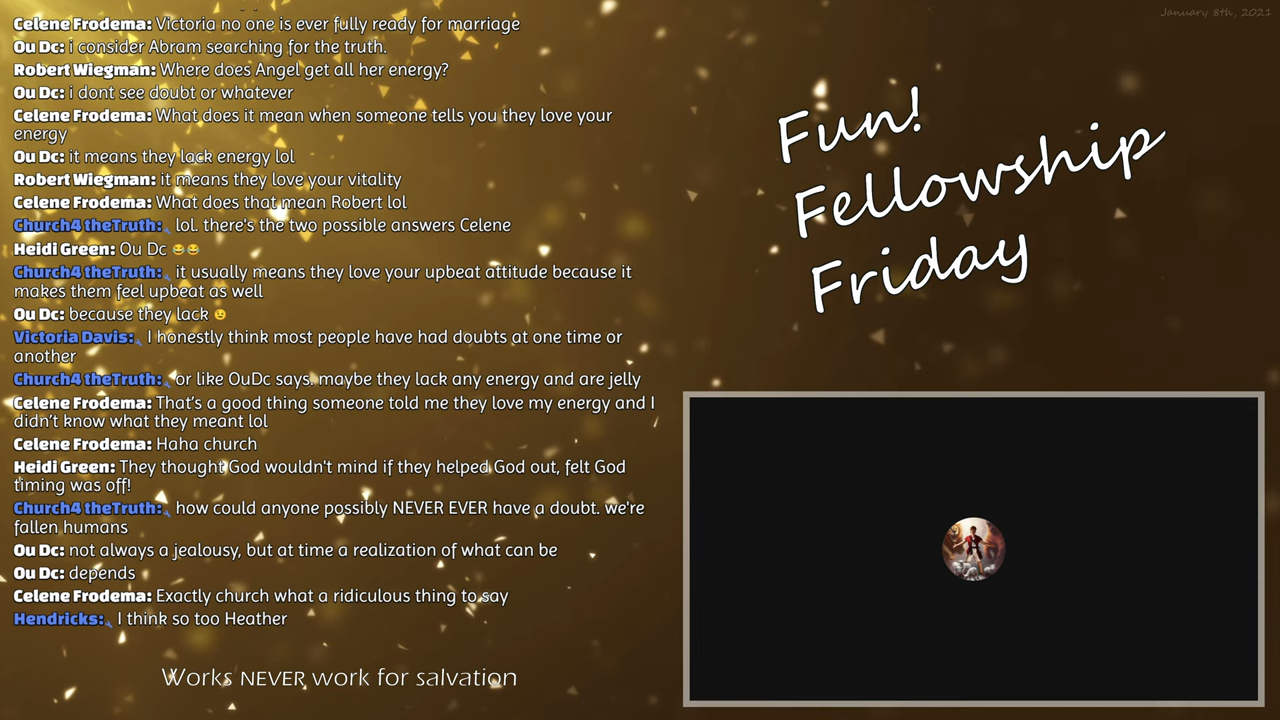 Celene Frodema: Victoria no one is ever fully ready for marriage
Ou Dc: i consider Abram searching for the truth.
Robert Wiegman: Where does Angel get all her energy?
Ou Dc: i dont see doubt or whatever
Celene Frodema: What does it mean when someone tells you they love your
energy
Ou Dc: it means they lack energy lol
Robert Wiegman: it means they love your vitality
Celene Frodema: What does that mean Robert lol
Church4 theTruth: lol. there's the two possible answers Celene
Heidi Green: Ou Dc 😂😂
Church4 theTruth: it usually means they love your upbeat attitude because it
makes them feel upbeat as well
Ou Dc: because they lack 😉
Victoria Davis: I honestly think most people have had doubts at one time or
another
Church4 theTruth: or like OuDc says. maybe they lack any energy and are jelly
Celene Frodema: That's a good thing someone told me they love my energy and I
didn't know what they meant lol
Celene Frodema: Haha church
Heidi Green: They thought God wouldn't mind if they helped God out, felt God
timing was off!
Church4 theTruth: how could anyone possibly NEVER EVER have a doubt. we're
fallen humans
Ou Dc: not always a jealousy, but at time a realization of what can be
Ou Dc: depends
Celene Frodema: Exactly church what a ridiculous thing to say
Hendricks: I think so too Heather
Works NEVER work for salvation
January 8th, 2021
Fun!
Fellowship
Friday